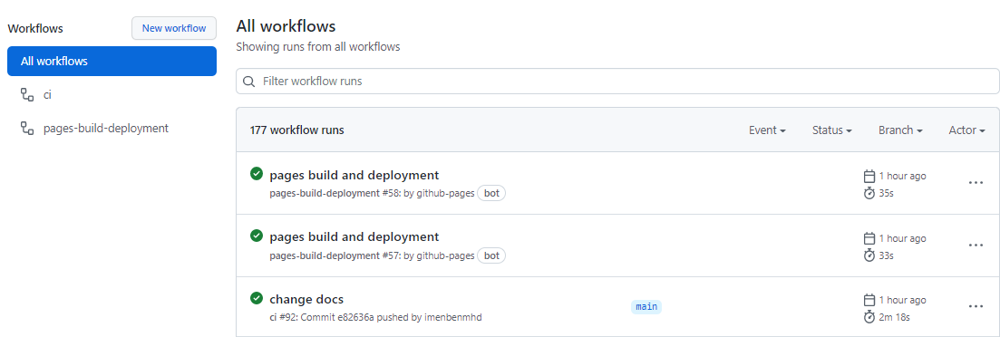 Workflows
New workflow
All workflows
ci
pages-build-deployment
All workflows
Showing runs from all workflows
Filter workflow runs
177 workflow runs
Event
Status
Branch
Actor
pages build and deployment
1 hour ago
pages-build-deployment #58: by github-pages bot
35s
pages build and deployment
1 hour ago
pages-build-deployment #57: by github-pages bot
33s
change docs
main
1 hour ago
ci #92: Commit e82636a pushed by imenbenmhd
2m 18s